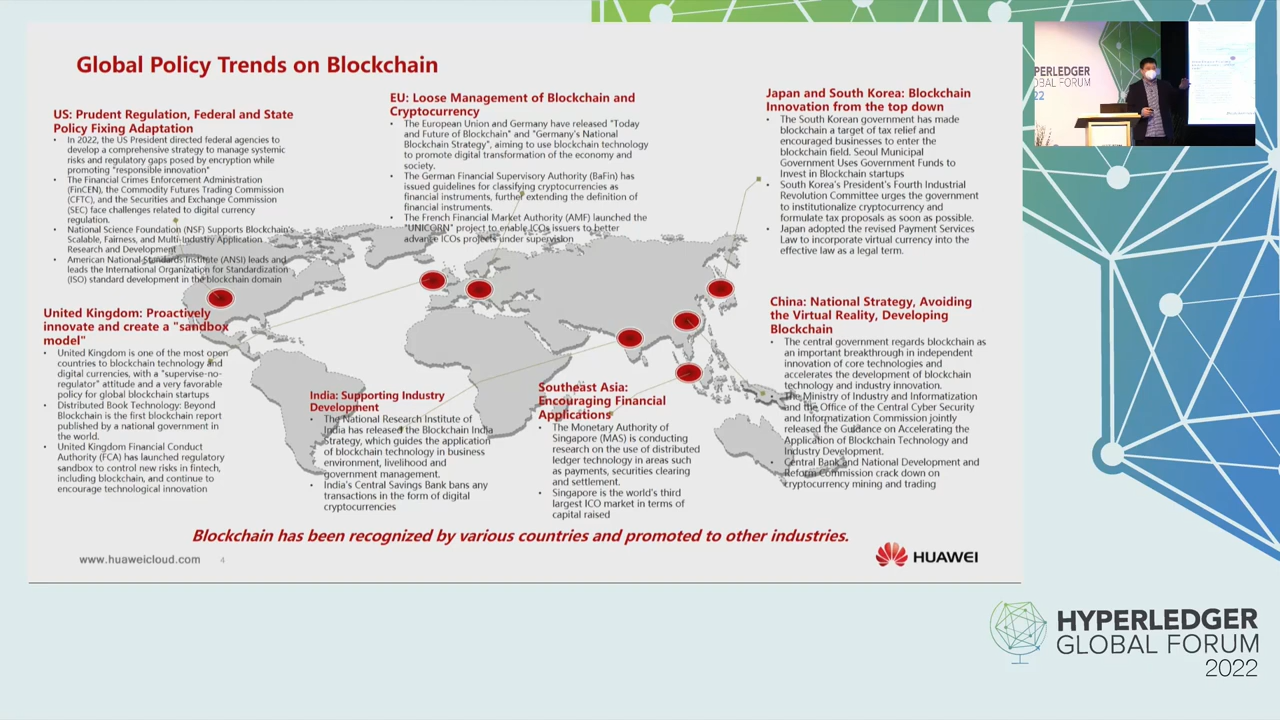 Global Policy Trends on Blockchain
US: Prudent Regulation, Federal and State
Policy Fixing Adaptation
• In 2022, the US President directed federal agencies to
develop a comprehensive strategy to manage systemic
risks and regulatory gaps posed by encryption while
promoting "responsible innovation"
• The Financial Crimes Enforcement Administration
(FinCEN), the Commodity Futures Trading Commission
(CFTC), and the Securities and Exchange Commission
(SEC) face challenges related to digital currency
regulation.
• National Science Foundation (NSF) Supports Blockchain's
Scalable, Fairness, and Multi-Industry Application
Research and Development
• American National Standards Institute (ANSI) leads and
leads the International Organization for Standardization
(ISO) standard development in the blockchain domain
United Kingdom: Proactively
innovate and create a "sandbox
model"
• United Kingdom is one of the most open
countries to blockchain technology and
digital currencies, with a "supervise-no-
regulator" attitude and a very favorable
policy for global blockchain startups
• Distributed Book Technology: Beyond
Blockchain is the first blockchain report
published by a national government in
the world.
• United Kingdom Financial Conduct
Authority (FCA) has launched regulatory
sandbox to control new risks in fintech,
including blockchain, and continue to
encourage technological innovation
EU: Loose Management of Blockchain and
Cryptocurrency
• The European Union and Germany have released "Today
and Future of Blockchain" and "Germany's National
Blockchain Strategy", aiming to use blockchain technology
to promote digital transformation of the economy and
society.
• The German Financial Supervisory Authority (BaFin) has
issued guidelines for classifying cryptocurrencies as
financial instruments, further extending the definition of
financial instruments.
• The French Financial Market Authority (AMF) launched the
"UNICORN" project to enable ICOs issuers to better
advance ICOs projects under supervision
India: Supporting Industry
Development
• The National Research Institute of
India has released the Blockchain India
Strategy, which guides the application
of blockchain technology in business
environment, livelihood and
government management.
• India's Central Savings Bank bans any
transactions in the form of digital
cryptocurrencies
Southeast Asia:
Encouraging Financial
Applications
• The Monetary Authority of
Singapore (MAS) is conducting
research on the use of distributed
ledger technology in areas such
as payments, securities clearing
and settlement.
• Singapore is the world's third
largest ICO market in terms of
capital raised
Japan and South Korea: Blockchain
Innovation from the top down
• The South Korean government has made
blockchain a target of tax relief and
encouraged businesses to enter the
blockchain field. Seoul Municipal
Government Uses Government Funds to
Invest in Blockchain startups
• South Korea's President's Fourth Industrial
Revolution Committee urges the government
to institutionalize cryptocurrency and
formulate tax proposals as soon as possible.
• Japan adopted the revised Payment Services
Law to incorporate virtual currency into the
effective law as a legal term.
China: National Strategy, Avoiding
the Virtual Reality, Developing
Blockchain
• The central government regards blockchain as
an important breakthrough in independent
innovation of core technologies and
accelerates the development of blockchain
technology and industry innovation.
• The Ministry of Industry and Informatization
and the Office of the Central Cyber Security
and Informatization Commission jointly
released the Guidance on Accelerating the
Application of Blockchain Technology and
Industry Development.
• Central Bank and National Development and
Reform Commission crack down on
cryptocurrency mining and trading
Blockchain has been recognized by various countries and promoted to other industries.
www.huaweicloud.com 4
HUAWEI
PERLEDGER
GLOBAL FORUM
22
HYPERLEDGER
GLOBAL FORUM
2022